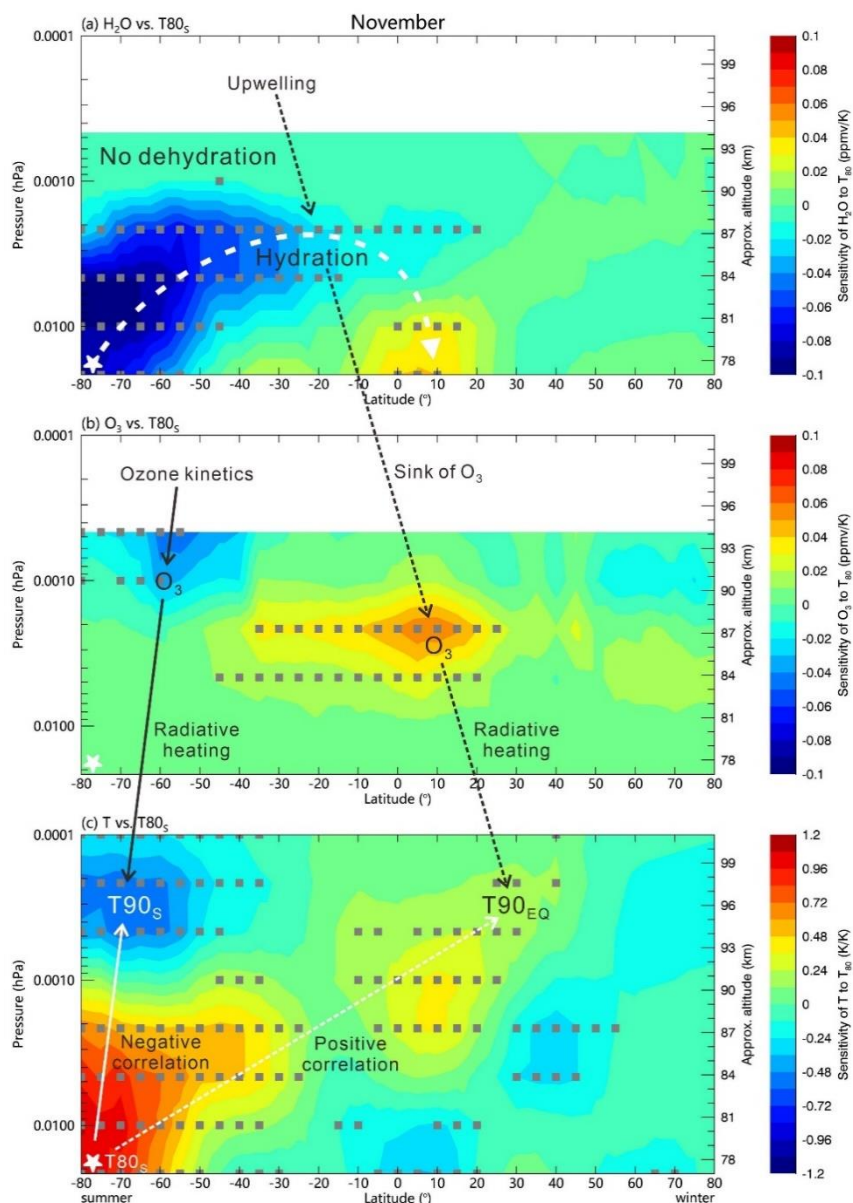 November
(a) H₂O vs. T80ₛ
Upwelling
No dehydration
Hydration
0.0001
0.0010
0.0100
Pressure (hPa)
-80 -70 -60 -50 -40 -30 -20 -10 0 10 20 30 40 50 60 70 80
Latitude (°)
99
96
93
90
87
84
81
78
Approx. altitude (km)
0.1
0.08
0.06
0.04
0.02
0
-0.02
-0.04
-0.06
-0.08
-0.1
Sensitivity of H₂O to T₈₀ (ppmv/K)
(b) O₃ vs. T80ₛ
Ozone kinetics
Sink of O₃
O₃
O₃
Radiative
heating
Radiative
heating
0.0001
0.0010
0.0100
Pressure (hPa)
-80 -70 -60 -50 -40 -30 -20 -10 0 10 20 30 40 50 60 70 80
Latitude (°)
99
96
93
90
87
84
81
78
Approx. altitude (km)
0.1
0.08
0.06
0.04
0.02
0
-0.02
-0.04
-0.06
-0.08
-0.1
Sensitivity of O₃ to T₈₀ (ppmv/K)
(c) T vs. T80ₛ
T90ₛ
T90_EQ
Negative
correlation
Positive
correlation
T80ₛ
0.0001
0.0010
0.0100
Pressure (hPa)
-80 -70 -60 -50 -40 -30 -20 -10 0 10 20 30 40 50 60 70 80
summer
Latitude (°)
winter
99
96
93
90
87
84
81
78
Approx. altitude (km)
1.2
0.96
0.72
0.48
0.24
0
-0.24
-0.48
-0.72
-0.96
-1.2
Sensitivity of T to T₈₀ (K/K)